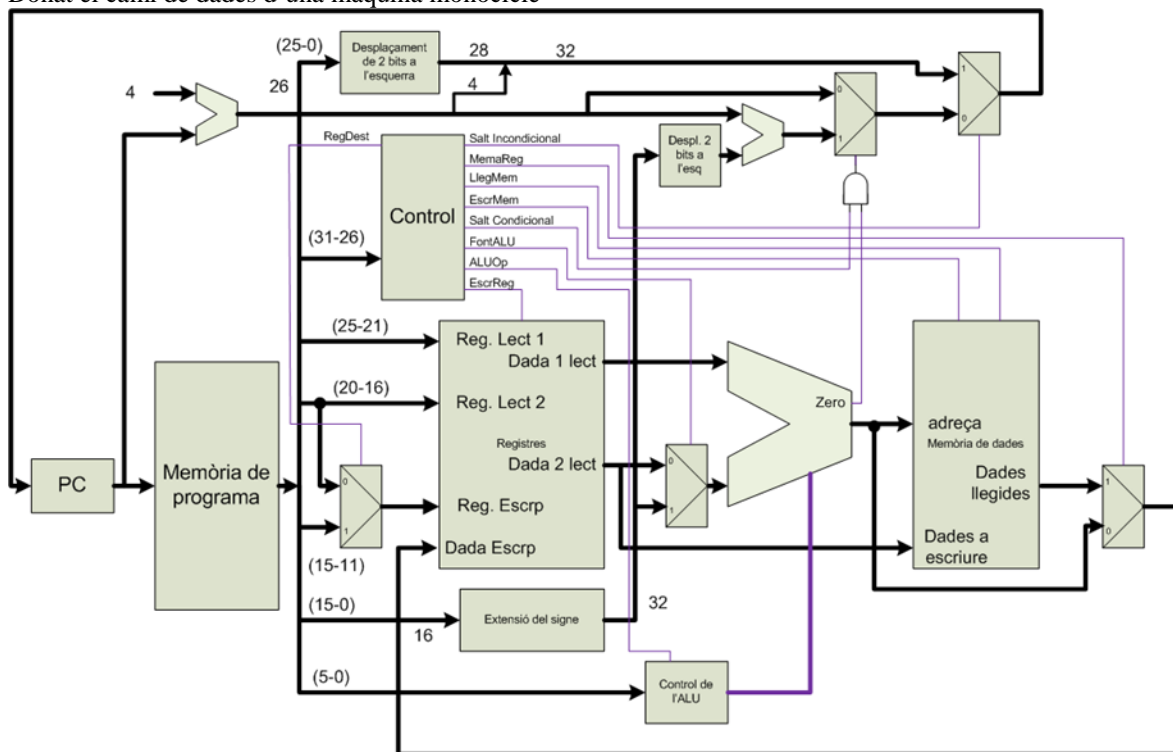 Donat el camí de dades d'una màquina monocicle
(25-0)
Desplaçament
de 2 bits a
l'esquerra
28
32
1
4
26
4
0
0
RegDest
Control
Salt Incondicional
MemaReg
LlegMem
EscrMem
Salt Condicional
FontALU
ALUOp
EscrReg
Despl. 2
bits a
l'esq
1
(31-26)
(25-21)
Reg. Lect 1
Dada 1 lect
(20-16)
Reg. Lect 2
Zero
adreça
Memòria de dades
Registres
Dada 2 lect
0
1
Dades
llegides
1
0
PC
Memòria de
programa
0
1
Reg. Escrp
Dada Escrp
Dades a
escriure
(15-11)
(15-0)
16
Extensió del signe
32
(5-0)
Control de
l'ALU